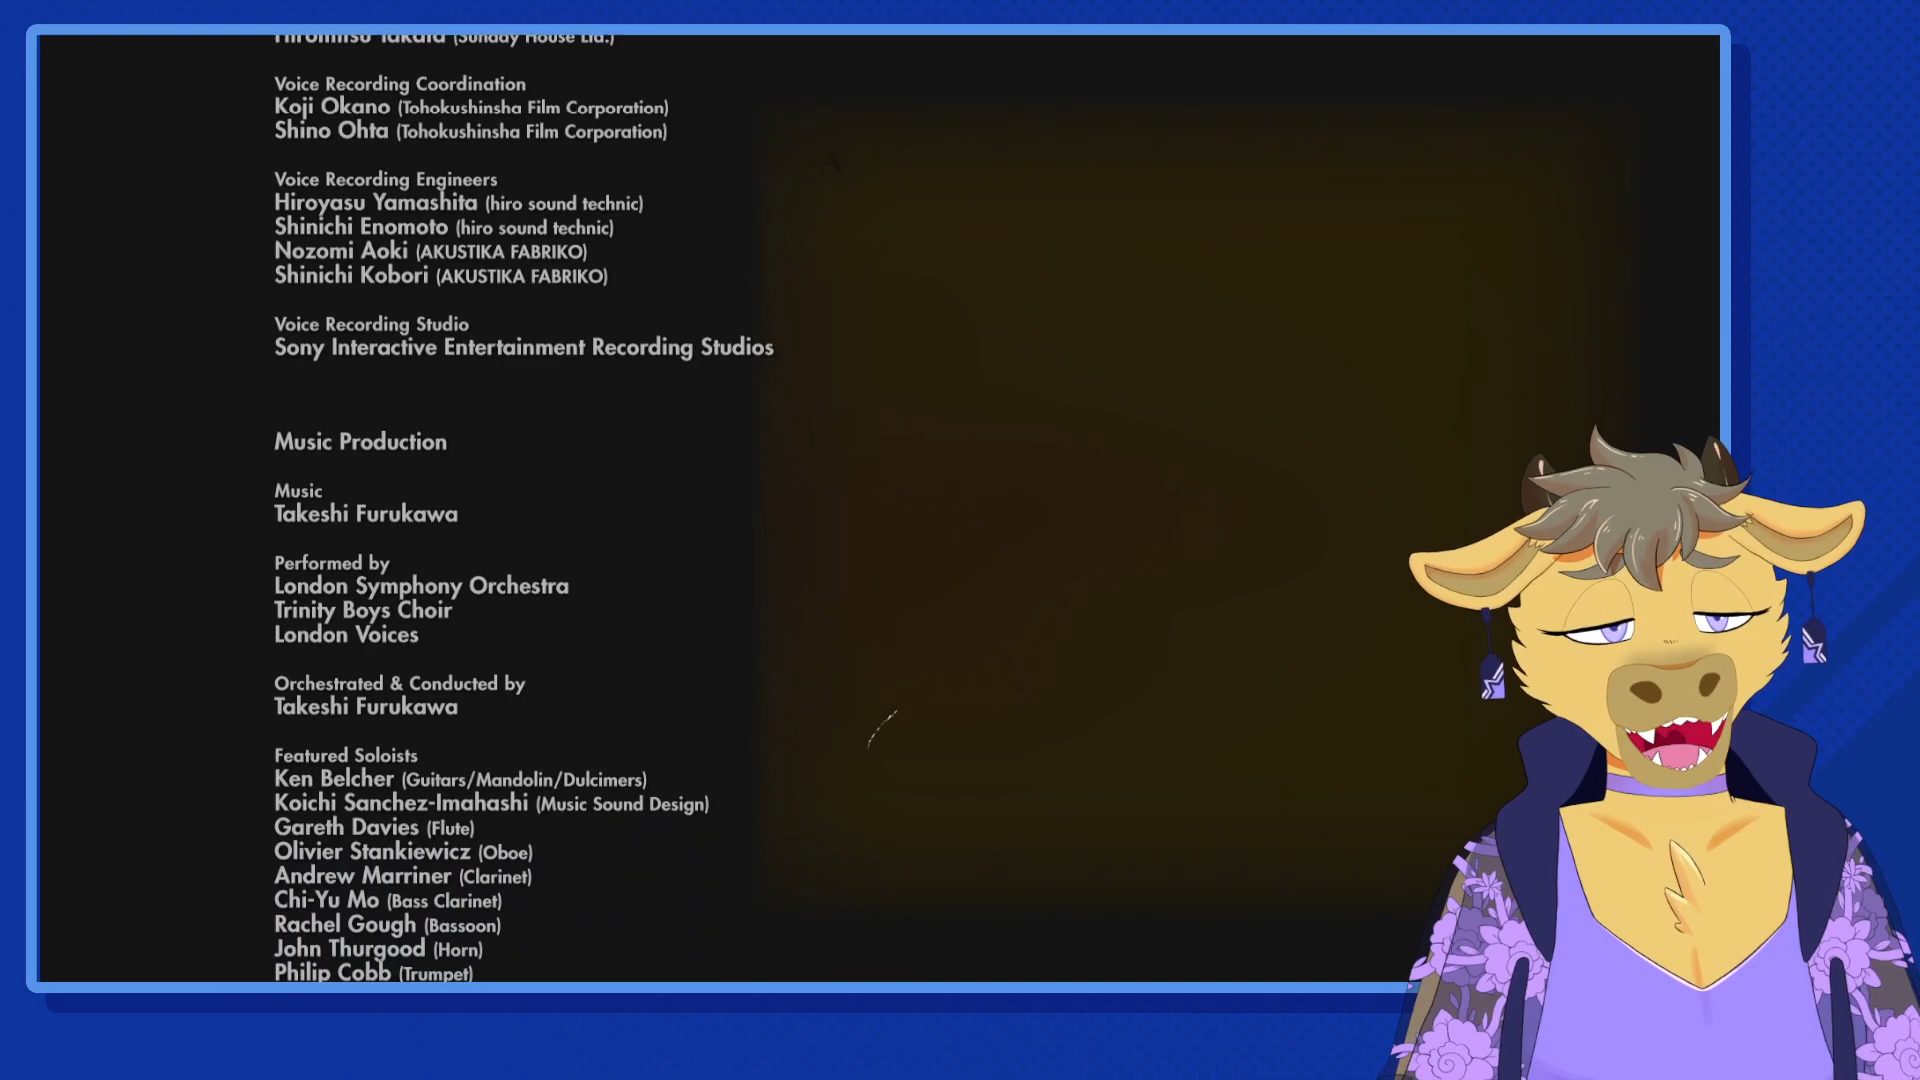 Hiromitsu Takata (Sunday House Ltd.)
Voice Recording Coordination
Koji Okano (Tohokushinsha Film Corporation)
Shino Ohta (Tohokushinsha Film Corporation)
Voice Recording Engineers
Hiroyasu Yamashita (hiro sound technic)
Shinichi Enomoto (hiro sound technic)
Nozomi Aoki (AKUSTIKA FABRIKO)
Shinichi Kobori (AKUSTIKA FABRIKO)
Voice Recording Studio
Sony Interactive Entertainment Recording Studios
Music Production
Music
Takeshi Furukawa
Performed by
London Symphony Orchestra
Trinity Boys Choir
London Voices
Orchestrated & Conducted by
Takeshi Furukawa
Featured Soloists
Ken Belcher (Guitars/Mandolin/Dulcimers)
Koichi Sanchez-Imahashi (Music Sound Design)
Gareth Davies (Flute)
Olivier Stankiewicz (Oboe)
Andrew Marriner (Clarinet)
Chi-Yu Mo (Bass Clarinet)
Rachel Gough (Bassoon)
John Thurgood (Horn)
Philip Cobb (Trumpet)